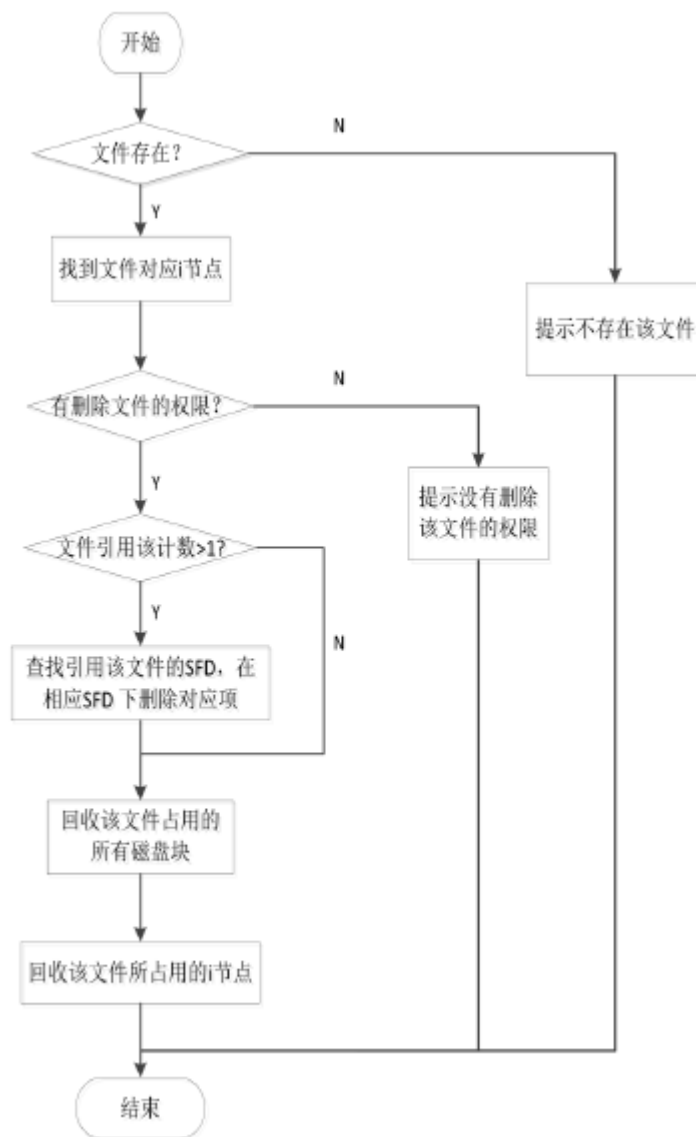 开始
N
文件存在？
Y
找到文件对应i节点
提示不存在该文件
N
有删除文件的权限？
Y
提示没有删除
该文件的权限
文件引用该计数>1?
Y
N
查找引用该文件的SFD，在
相应SFD 下删除对应项
回收该文件占用的
所有磁盘块
回收该文件所占用的i节点
结束